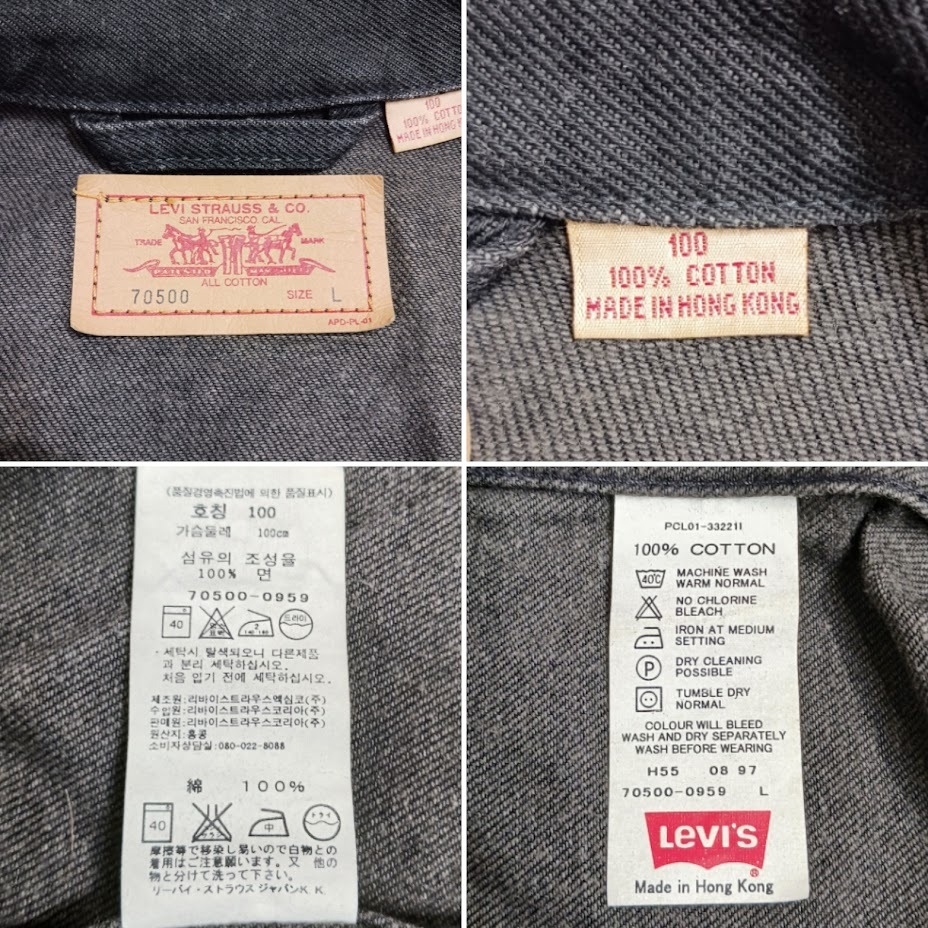 LEVI STRAUSS & CO.
SAN FRANCISCO, CAL.
TRADE MARK
ALL COTTON
70500 SIZE L
APD-PL-01
100
100% COTTO
MADE IN HONG K
100
100% COTTON
MADE IN HONG KONG
(품질경영촉진법에 의한 품질표시)
호칭 100
가슴둘레 100cm
섬유의 조성율
100% 면
70500-0959
40 2 140-160 드라이
・세탁시 탈색되오니 다른제품
과 분리 세탁하십시오.
처음 입기 전에 세탁하십시오.
제조원:리바이스트라우스엑심코(주)
수입원:리바이스트라우스코리아(주)
판매원:리바이스트라우스코리아(주)
원산지:홍콩
소비자상담실:080-022-8088
綿 100%
40 中 ドライ
摩擦等で移染し易いので白物との
着用はご注意願います。又 他の
物と分けて洗って下さい。
リーバイ・ストラウス ジャパンK.K.
PCL01-33221I
100% COTTON
40℃ MACHINE WASH
WARM NORMAL
NO CHLORINE
BLEACH
IRON AT MEDIUM
SETTING
P DRY CLEANING
POSSIBLE
TUMBLE DRY
NORMAL
COLOUR WILL BLEED
WASH AND DRY SEPARATELY
WASH BEFORE WEARING
H55 08 97
70500-0959 L
LEVI'S
®
Made in Hong Kong